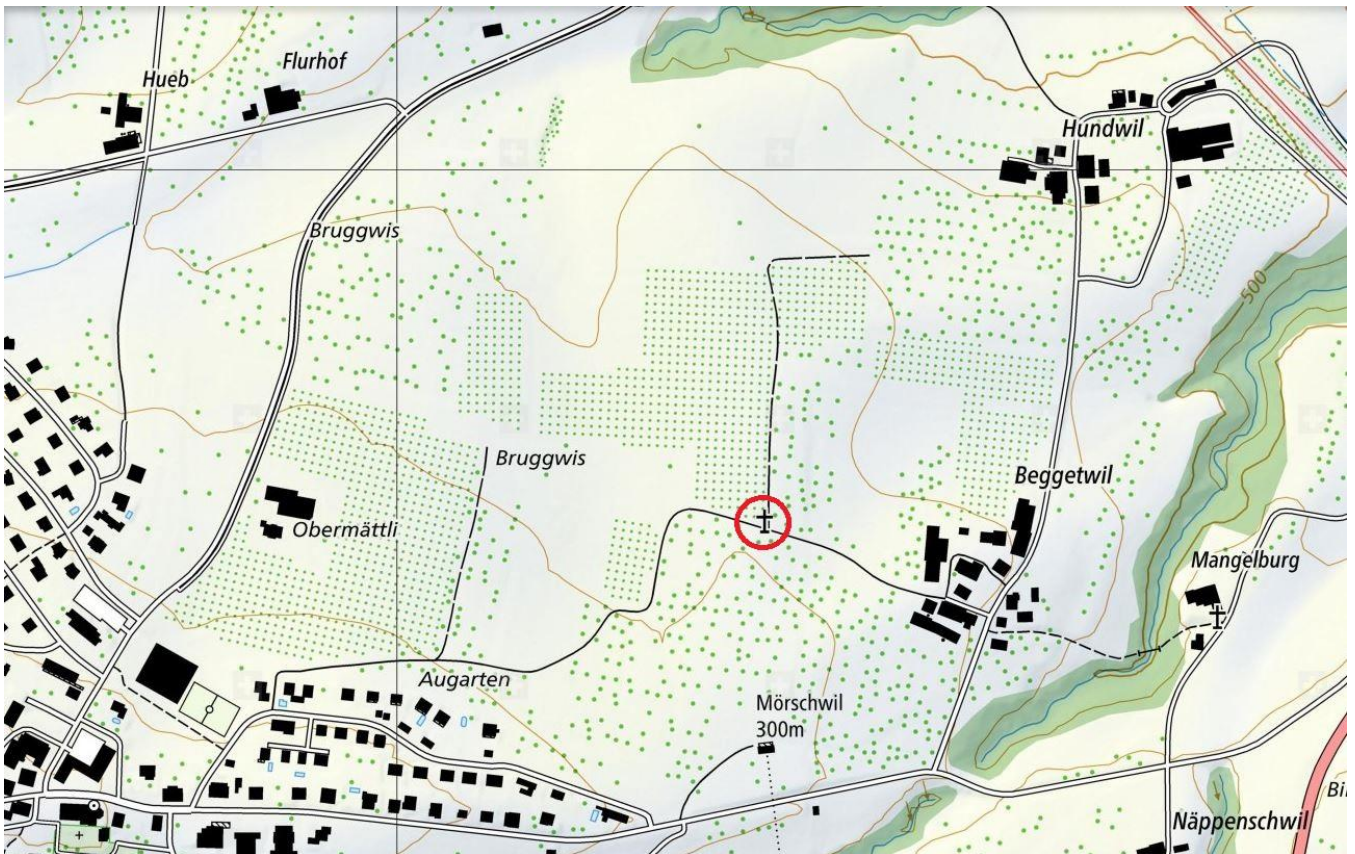 Flurhof
Hueb
Hundwil
Bruggwis
500
Bruggwis
Beggetwil
Obermättli
Mangelburg
Augarten
Mörschwil
300m
Näppenschwil